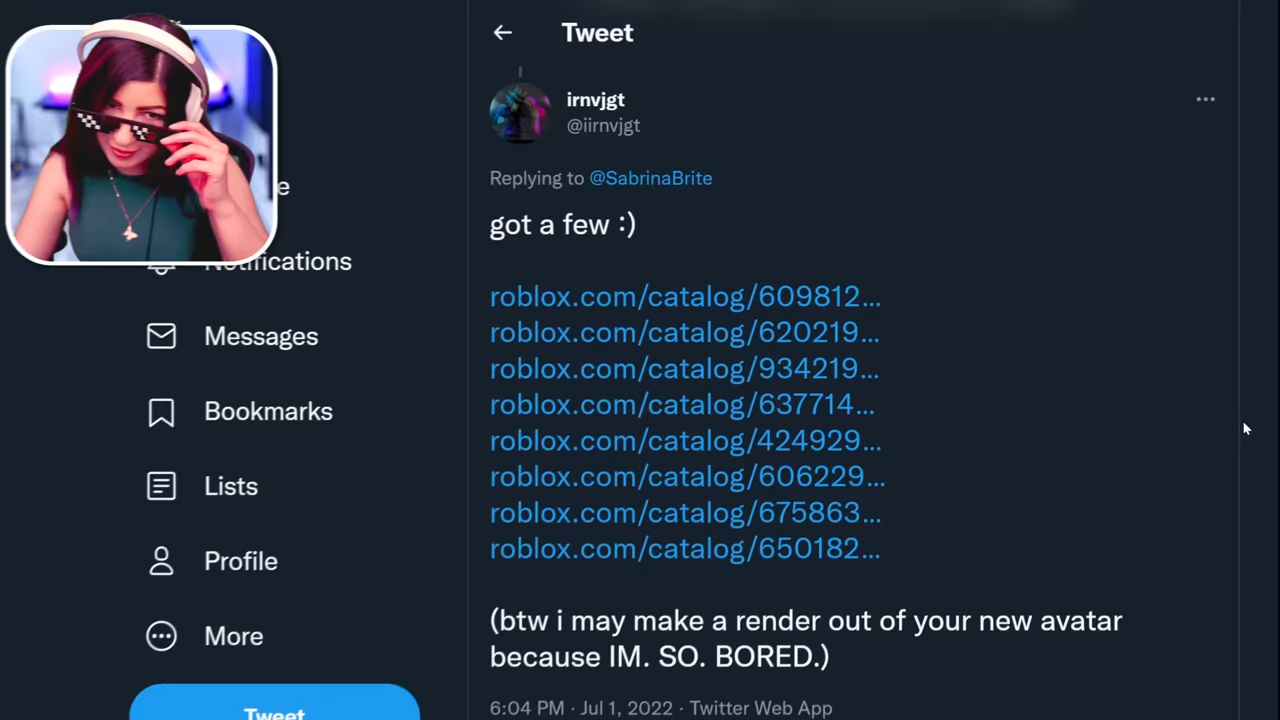 Tweet
irnvjgt
@iirnvjgt
Replying to @SabrinaBrite
got a few :)
roblox.com/catalog/609812...
roblox.com/catalog/620219...
roblox.com/catalog/934219...
roblox.com/catalog/637714...
roblox.com/catalog/424929...
roblox.com/catalog/606229...
roblox.com/catalog/675863...
roblox.com/catalog/650182...
(btw i may make a render out of your new avatar
because IM. SO. BORED.)
6:04 PM · Jul 1, 2022 · Twitter Web App
Notifications
Messages
Bookmarks
Lists
Profile
More
Tweet